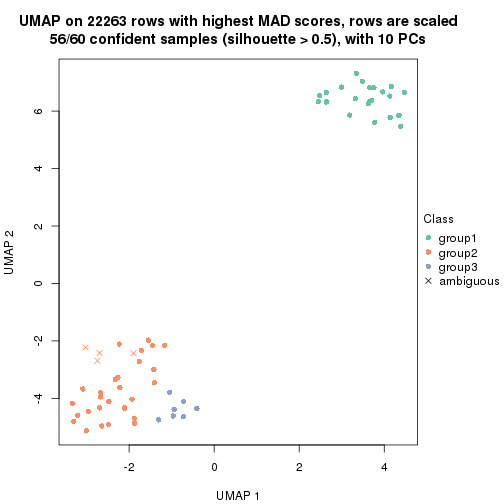 UMAP on 22263 rows with highest MAD scores, rows are scaled
56/60 confident samples (silhouette > 0.5), with 10 PCs
6
4
2
0
-2
-4
UMAP 2
-2
0
2
4
UMAP 1
Class
group1
group2
group3
ambiguous